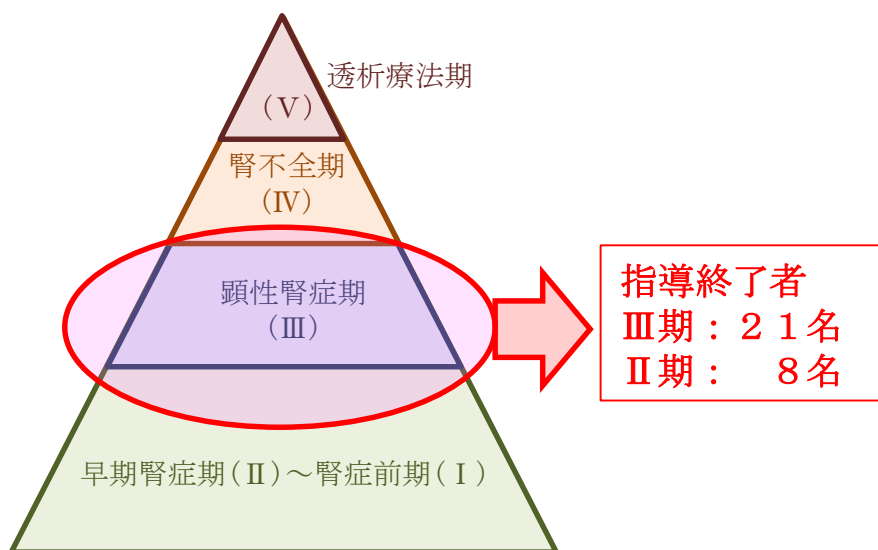 透析療法期
(Ⅴ)
腎不全期
(Ⅳ)
顕性腎症期
(Ⅲ)
早期腎症期(Ⅱ)～腎症前期(Ⅰ)
指導終了者
Ⅲ期：２１名
Ⅱ期：　８名